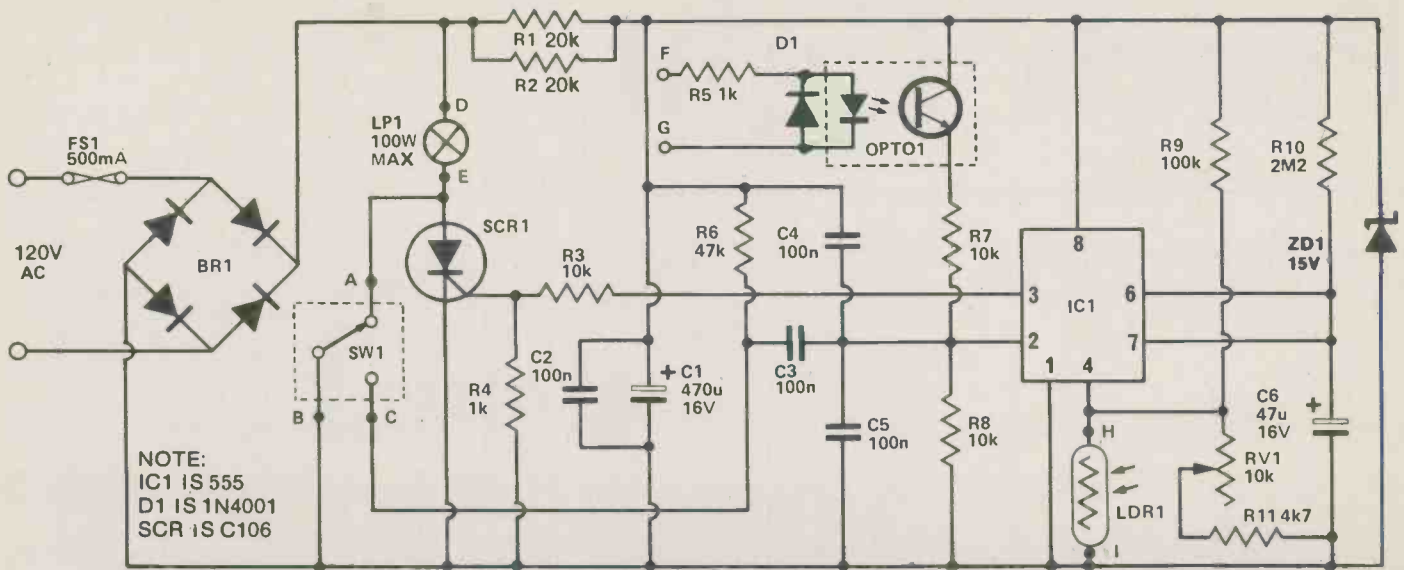 R1 20k
R2 20k
D1
F
R5 1k
G
OPTO1
D
LP1
100W
MAX
E
FS1
500mA
120V
AC
BR1
SCR1
A
SW1
B
C
R3
10k
R4
1k
C2
100n
+
C1
470u
16V
R6
47k
C4
100n
C3
100n
C5
100n
R7
10k
R8
10k
8
3
IC1
6
2
7
1
4
R9
100k
R10
2M2
ZD1
15V
H
LDR1
I
RV1
10k
R11 4k7
C6
47u
16V
+
NOTE:
IC1 IS 555
D1 IS 1N4001
SCR IS C106